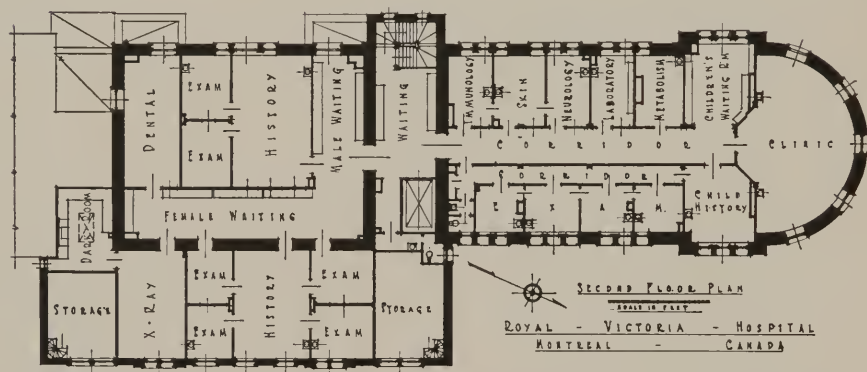 DENTAL
EXAM
EXAM
HISTORY
MALE WAITING
WAITING
IMMUNOLOGY
SKIN
NEUROLOGY
LABORATORY
METABOLISM
CHILDREN'S
WAITING RM
CORRIDOR
CLINIC
CORRIDOR
EXAM.
CHILD
HISTORY
FEMALE WAITING
DARK ROOM
STORAGE
X-RAY
EXAM
EXAM
HISTORY
EXAM
EXAM
STORAGE
SECOND FLOOR PLAN
SCALE IN FEET
ROYAL - VICTORIA - HOSPITAL
MONTREAL - CANADA